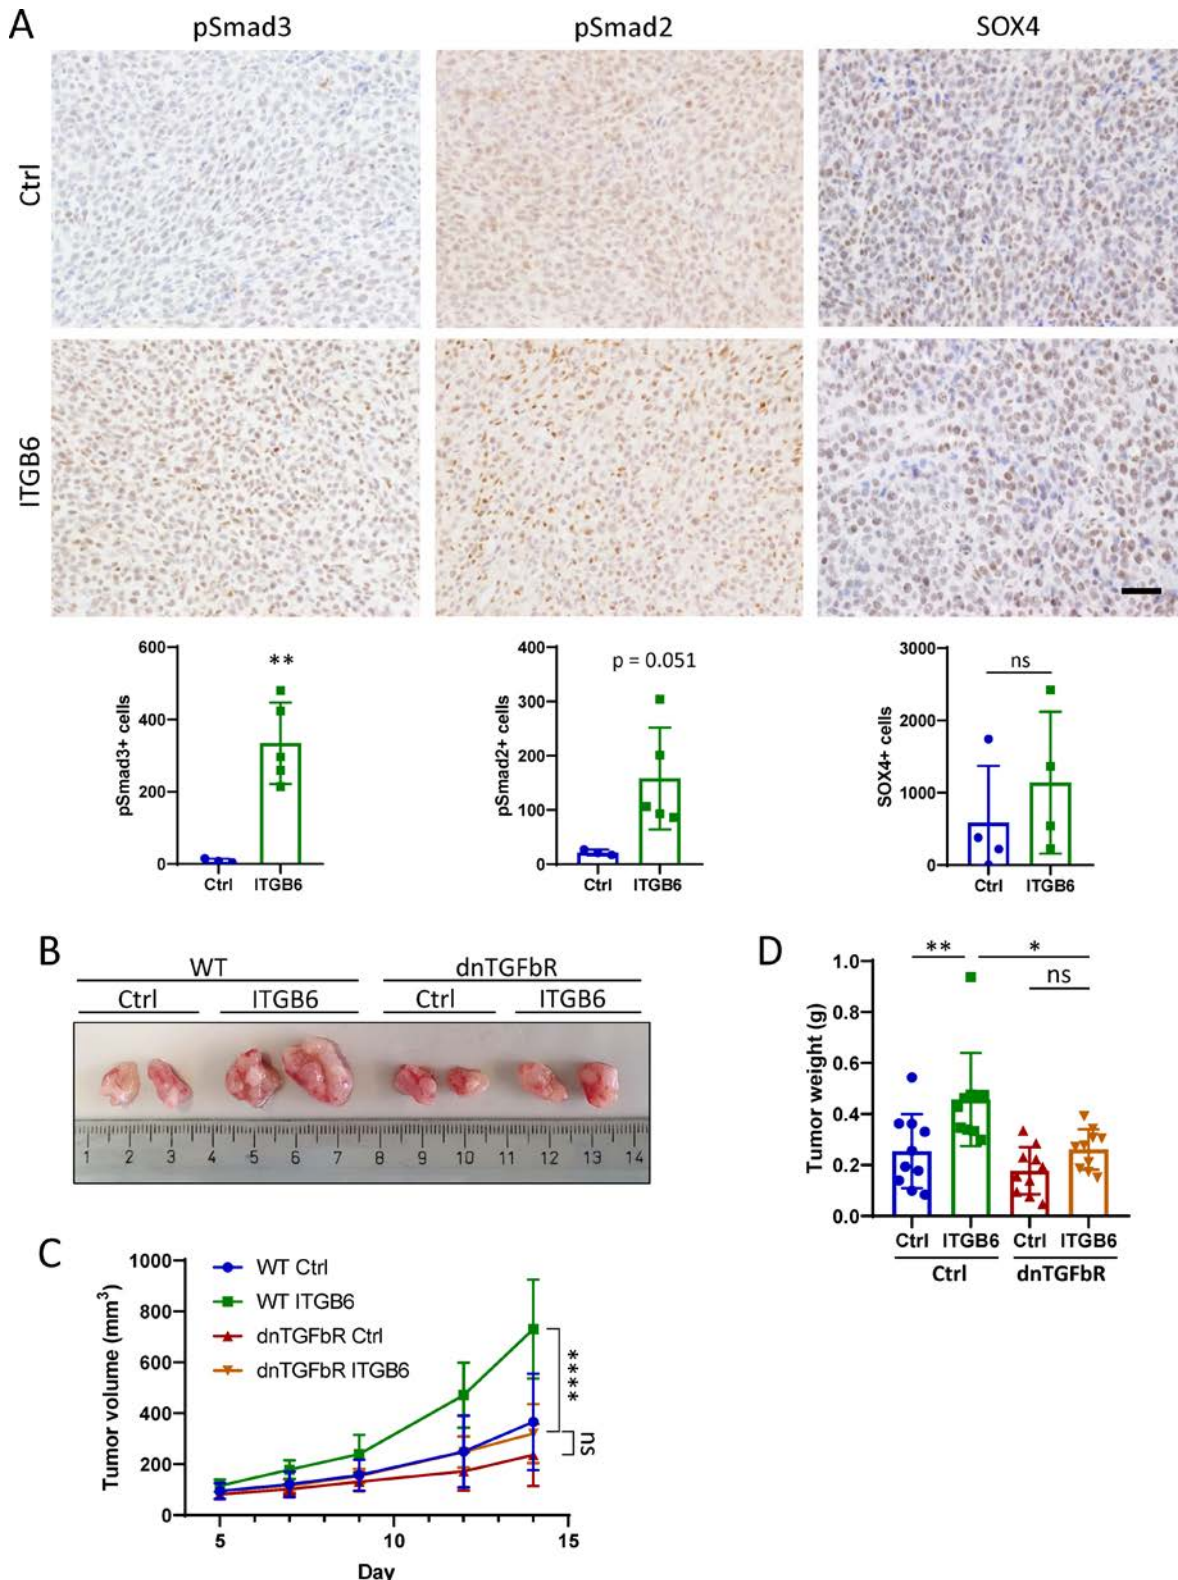 A
pSmad3 pSmad2 SOX4
Ctrl
ITGB6
600
400
200
0
pSmad3+ cells
**
Ctrl ITGB6
400
300
200
100
0
pSmad2+ cells
p = 0.051
Ctrl ITGB6
3000
2000
1000
0
SOX4+ cells
ns
Ctrl ITGB6
B
WT dnTGFbR
Ctrl ITGB6 Ctrl ITGB6
1 2 3 4 5 6 7 8 9 10 11 12 13 14
C
1000
800
600
400
200
0
Tumor volume (mm³)
WT Ctrl
WT ITGB6
dnTGFbR Ctrl
dnTGFbR ITGB6
****
ns
5 10 15
Day
D
1.0
0.8
0.6
0.4
0.2
0.0
Tumor weight (g)
** *
ns
Ctrl ITGB6 Ctrl ITGB6
Ctrl dnTGFbR